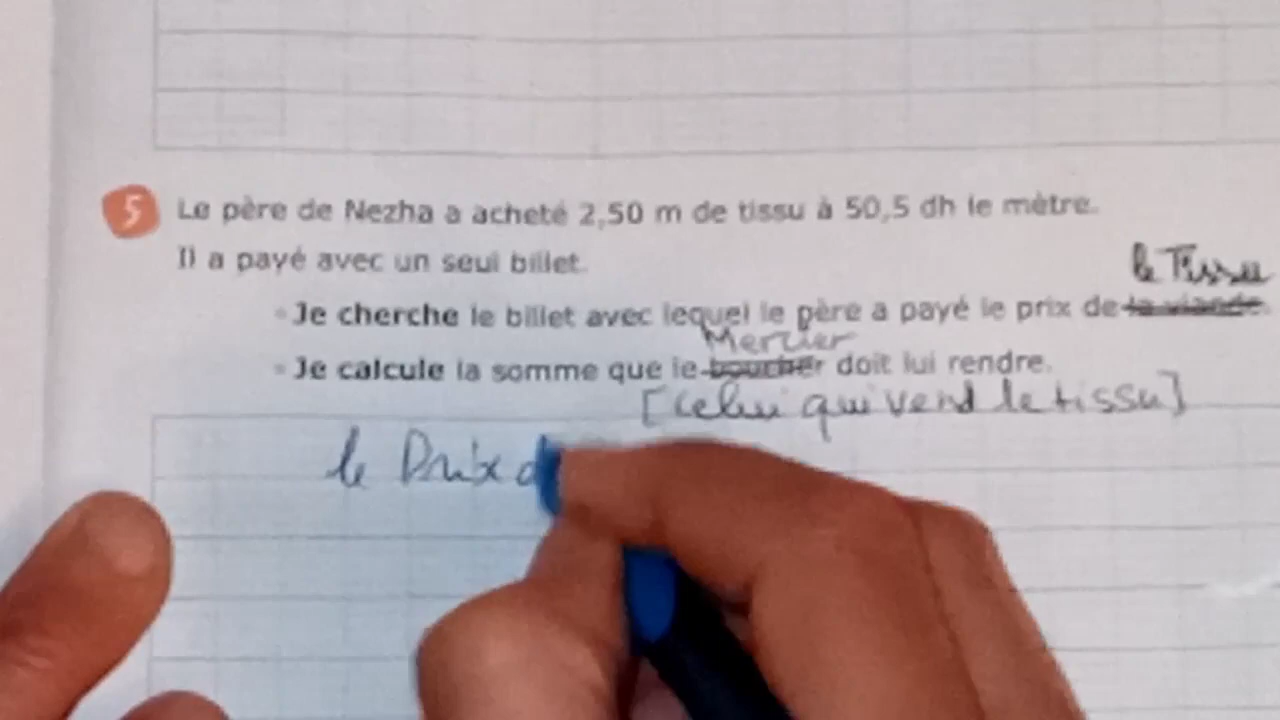 5 Le père de Nezha a acheté 2,50 m de tissu à 50,5 dh le mètre.
Il a payé avec un seul billet.
le Tissu
◦ Je cherche le billet avec lequel le père a payé le prix de la viande.
Mercier
◦ Je calcule la somme que le boucher doit lui rendre.
[celui qui vend le tissu]
le Prix d